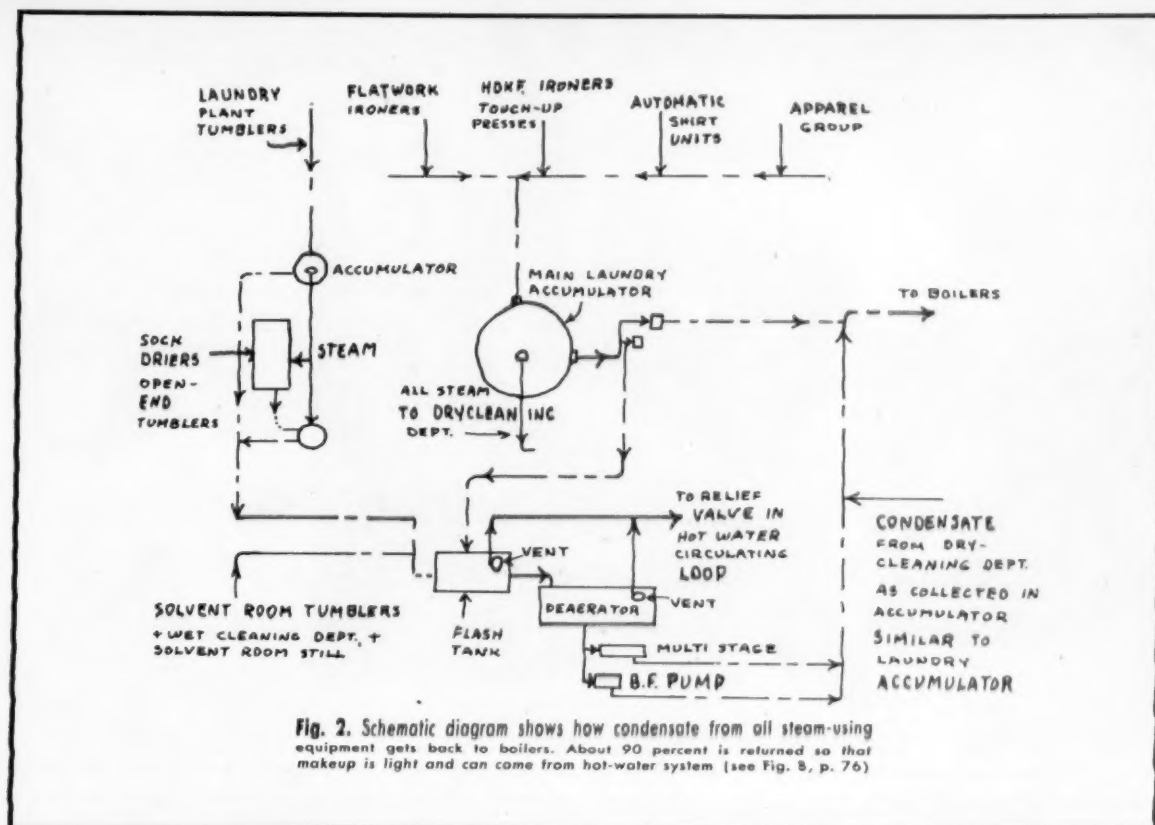 LAUNDRY
PLANT
TUMBLERS
FLATWORK
IRONERS
HDKF. IRONERS
TOUCH-UP
PRESSES
AUTOMATIC
SHIRT
UNITS
APPAREL
GROUP
ACCUMULATOR
MAIN LAUNDRY
ACCUMULATOR
TO BOILERS
SOCK
DRIERS
OPEN-
END
TUMBLERS
STEAM
ALL STEAM
TO DRYCLEANING
DEPT.
TO RELIEF
VALVE IN
HOT WATER
CIRCULATING
LOOP
VENT
CONDENSATE
FROM DRY-
CLEANING DEPT.
AS COLLECTED IN
ACCUMULATOR
SIMILAR TO
LAUNDRY
ACCUMULATOR
DEAERATOR
VENT
SOLVENT ROOM TUMBLERS
+ WET CLEANING DEPT. +
SOLVENT ROOM STILL
FLASH
TANK
MULTI STAGE
B.F. PUMP
Fig. 2. Schematic diagram shows how condensate from all steam-using
equipment gets back to boilers. About 90 percent is returned so that
makeup is light and can come from hot-water system (see Fig. 8, p. 76)